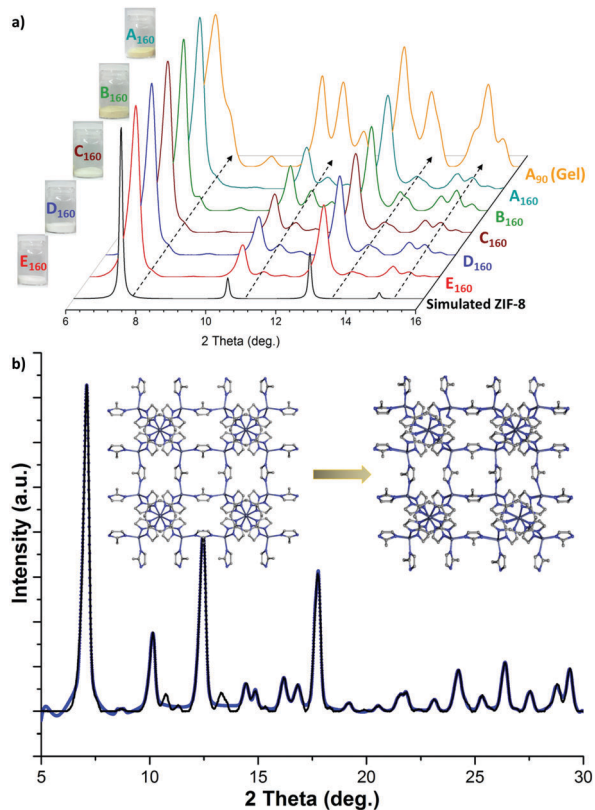 a)
A160
B160
C160
D160
E160
A90 (Gel)
A160
B160
C160
D160
E160
Simulated ZIF-8
6 8 10 12 14 16
2 Theta (deg.)
b)
Intensity (a.u.)
5 10 15 20 25 30
2 Theta (deg.)